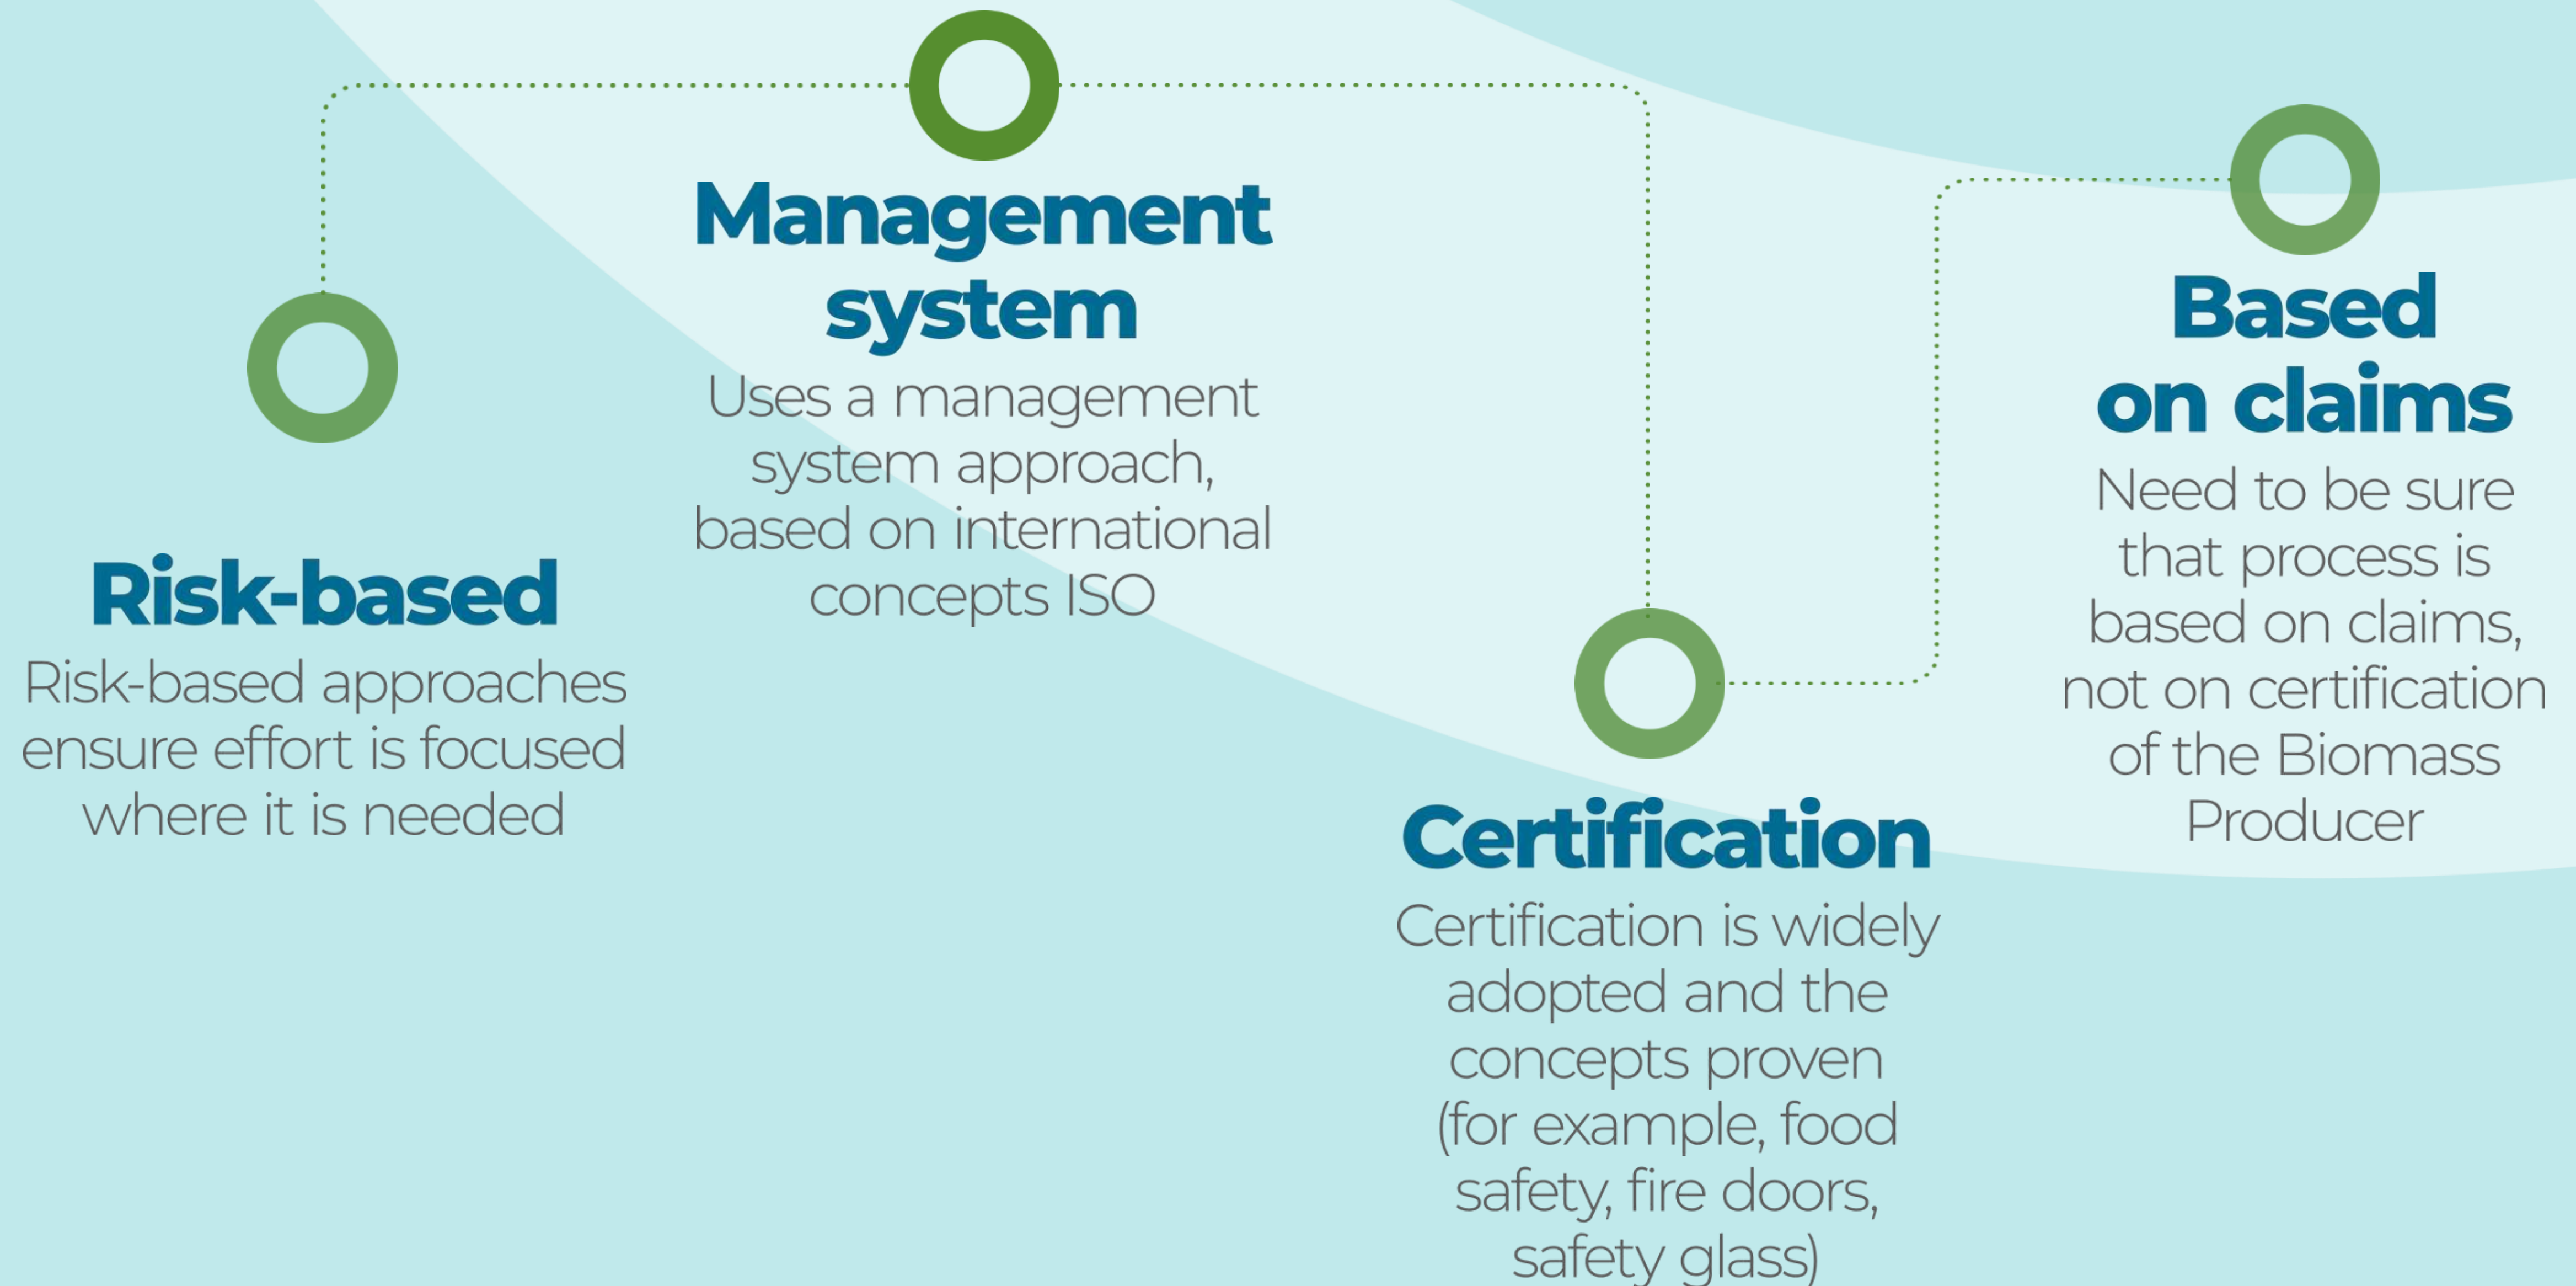 Risk-based
Risk-based approaches
ensure effort is focused
where it is needed
Management
system
Uses a management
system approach,
based on international
concepts ISO
Certification
Certification is widely
adopted and the
concepts proven
(for example, food
safety, fire doors,
safety glass)
Based
on claims
Need to be sure
that process is
based on claims,
not on certification
of the Biomass
Producer